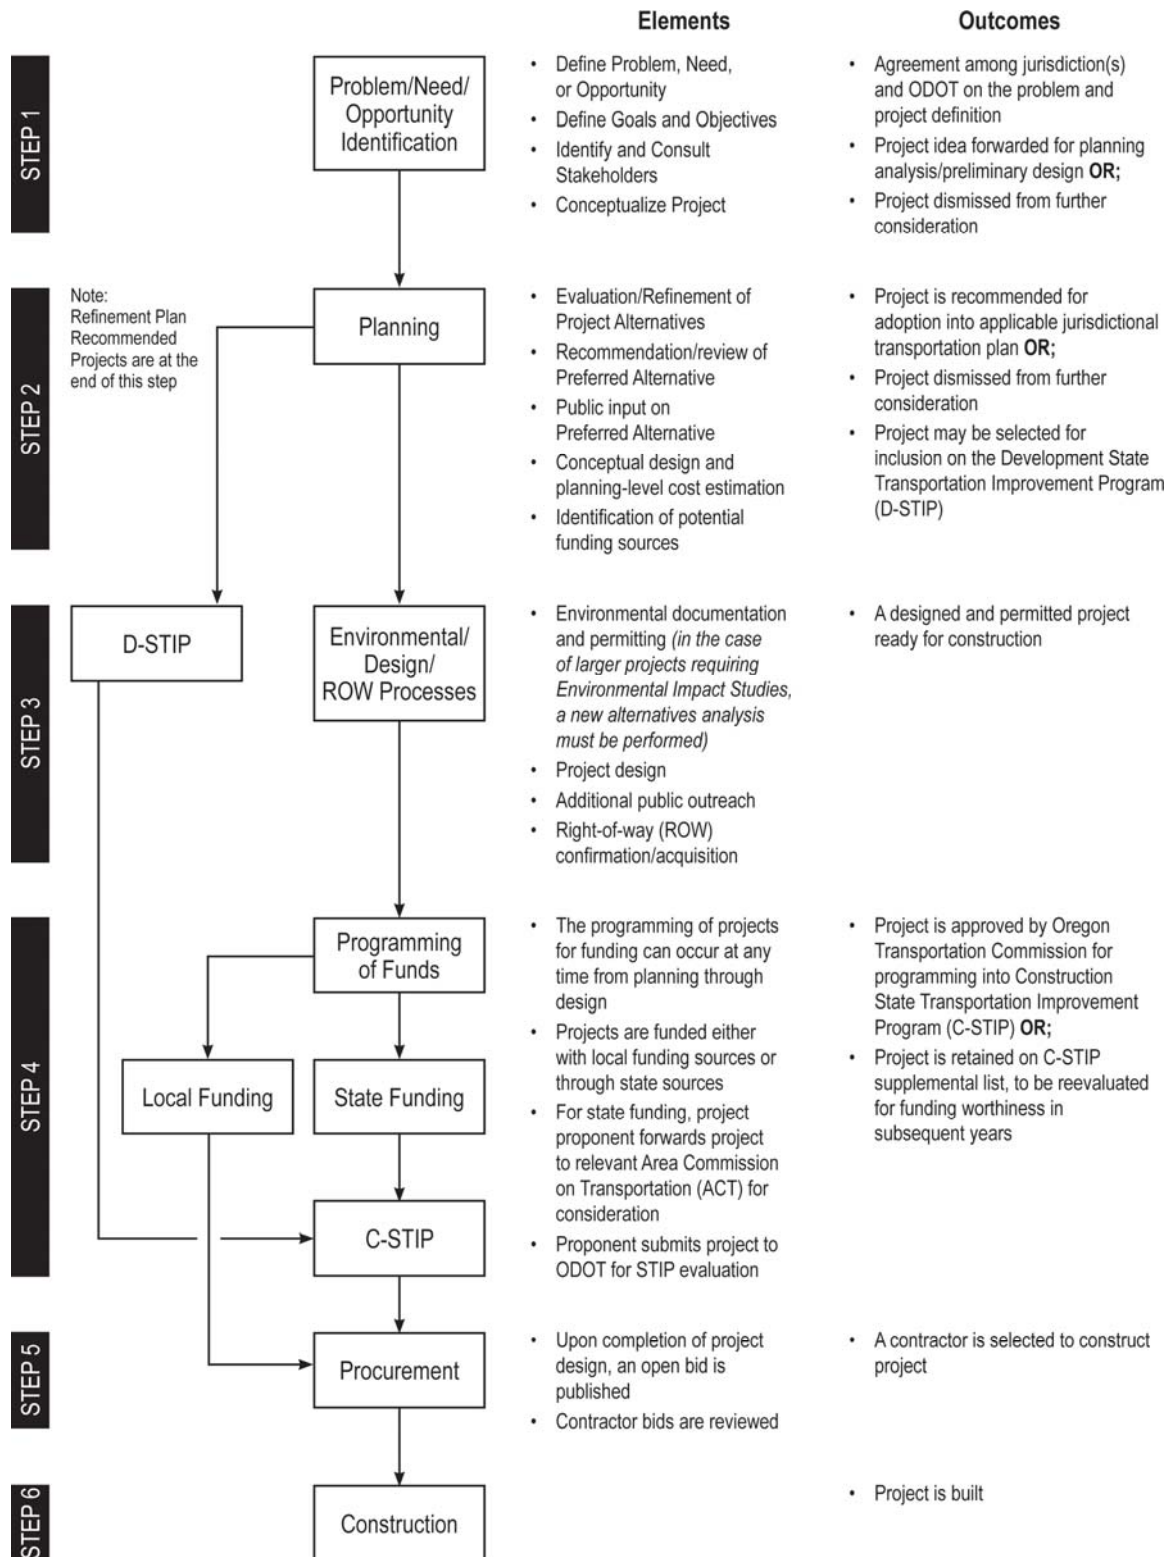 Elements
Outcomes
STEP 1
Problem/Need/
Opportunity
Identification
• Define Problem, Need,
or Opportunity
• Define Goals and Objectives
• Identify and Consult
Stakeholders
• Conceptualize Project
• Agreement among jurisdiction(s)
and ODOT on the problem and
project definition
• Project idea forwarded for planning
analysis/preliminary design OR;
• Project dismissed from further
consideration
STEP 2
Note:
Refinement Plan
Recommended
Projects are at the
end of this step
Planning
• Evaluation/Refinement of
Project Alternatives
• Recommendation/review of
Preferred Alternative
• Public input on
Preferred Alternative
• Conceptual design and
planning-level cost estimation
• Identification of potential
funding sources
• Project is recommended for
adoption into applicable jurisdictional
transportation plan OR;
• Project dismissed from further
consideration
• Project may be selected for
inclusion on the Development State
Transportation Improvement Program
(D-STIP)
STEP 3
D-STIP
Environmental/
Design/
ROW Processes
• Environmental documentation
and permitting (in the case
of larger projects requiring
Environmental Impact Studies,
a new alternatives analysis
must be performed)
• Project design
• Additional public outreach
• Right-of-way (ROW)
confirmation/acquisition
• A designed and permitted project
ready for construction
STEP 4
Programming
of Funds
Local Funding
State Funding
C-STIP
• The programming of projects
for funding can occur at any
time from planning through
design
• Projects are funded either
with local funding sources or
through state sources
• For state funding, project
proponent forwards project
to relevant Area Commission
on Transportation (ACT) for
consideration
• Proponent submits project to
ODOT for STIP evaluation
• Project is approved by Oregon
Transportation Commission for
programming into Construction
State Transportation Improvement
Program (C-STIP) OR;
• Project is retained on C-STIP
supplemental list, to be reevaluated
for funding worthiness in
subsequent years
STEP 5
Procurement
• Upon completion of project
design, an open bid is
published
• Contractor bids are reviewed
• A contractor is selected to construct
project
STEP 6
Construction
• Project is built